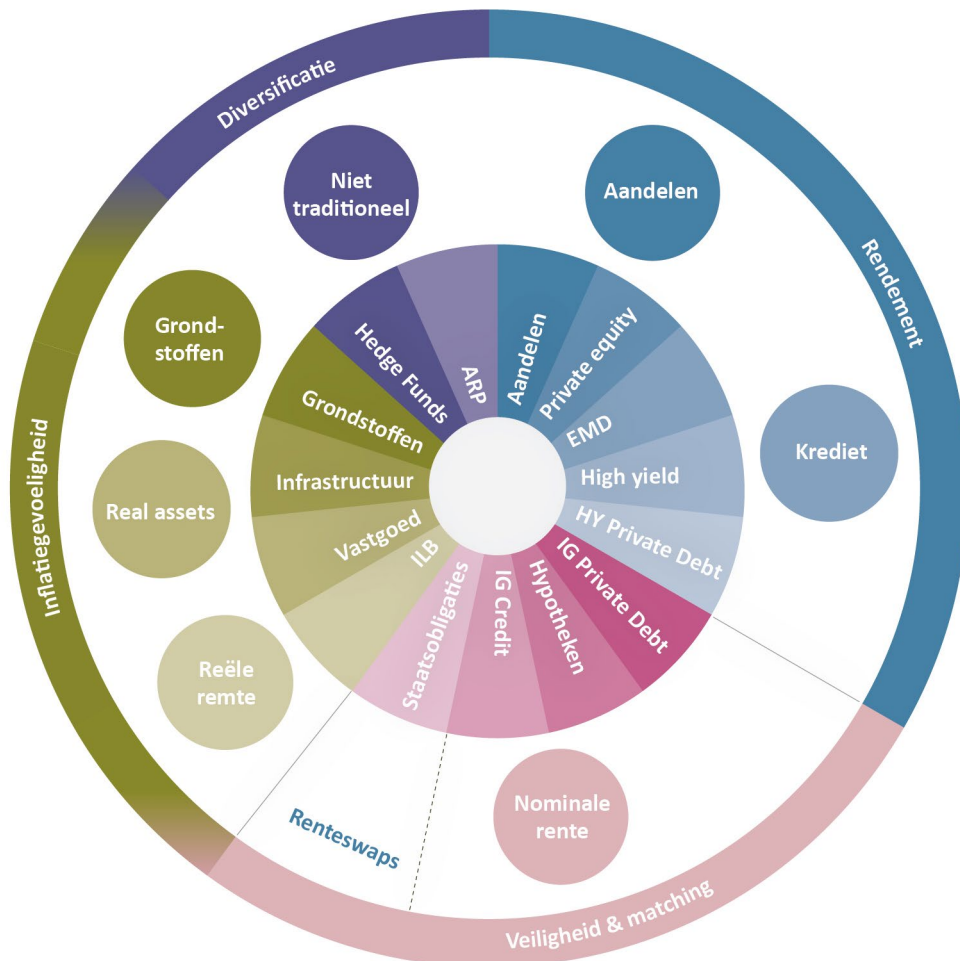 Diversificatie
Rendement
Inflatiegevoeligheid
Veiligheid & matching
Niet
traditioneel
Aandelen
Grond-
stoffen
Krediet
Real assets
Reële
remte
Nominale
rente
Renteswaps
Aandelen
Private equity
EMD
High yield
HY Private Debt
IG Private Debt
Hypotheken
IG Credit
Staatsobligaties
ILB
Vastgoed
Infrastructuur
Grondstoffen
Hedge Funds
ARP